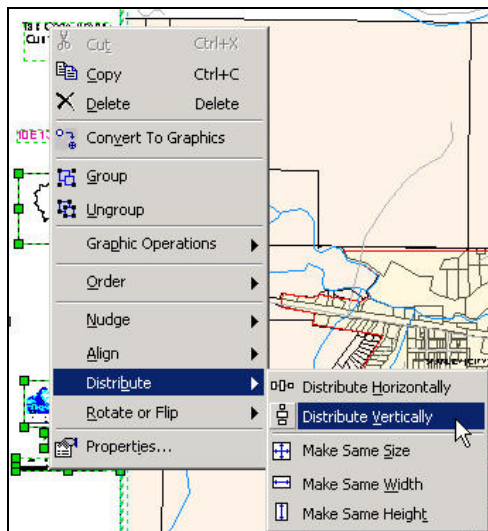 Cut Ctrl+X
Copy Ctrl+C
Delete Delete
Convert To Graphics
Group
Ungroup
Graphic Operations
Order
Nudge
Align
Distribute
Distribute Horizontally
Distribute Vertically
Rotate or Flip
Properties...
Make Same Size
Make Same Width
Make Same Height